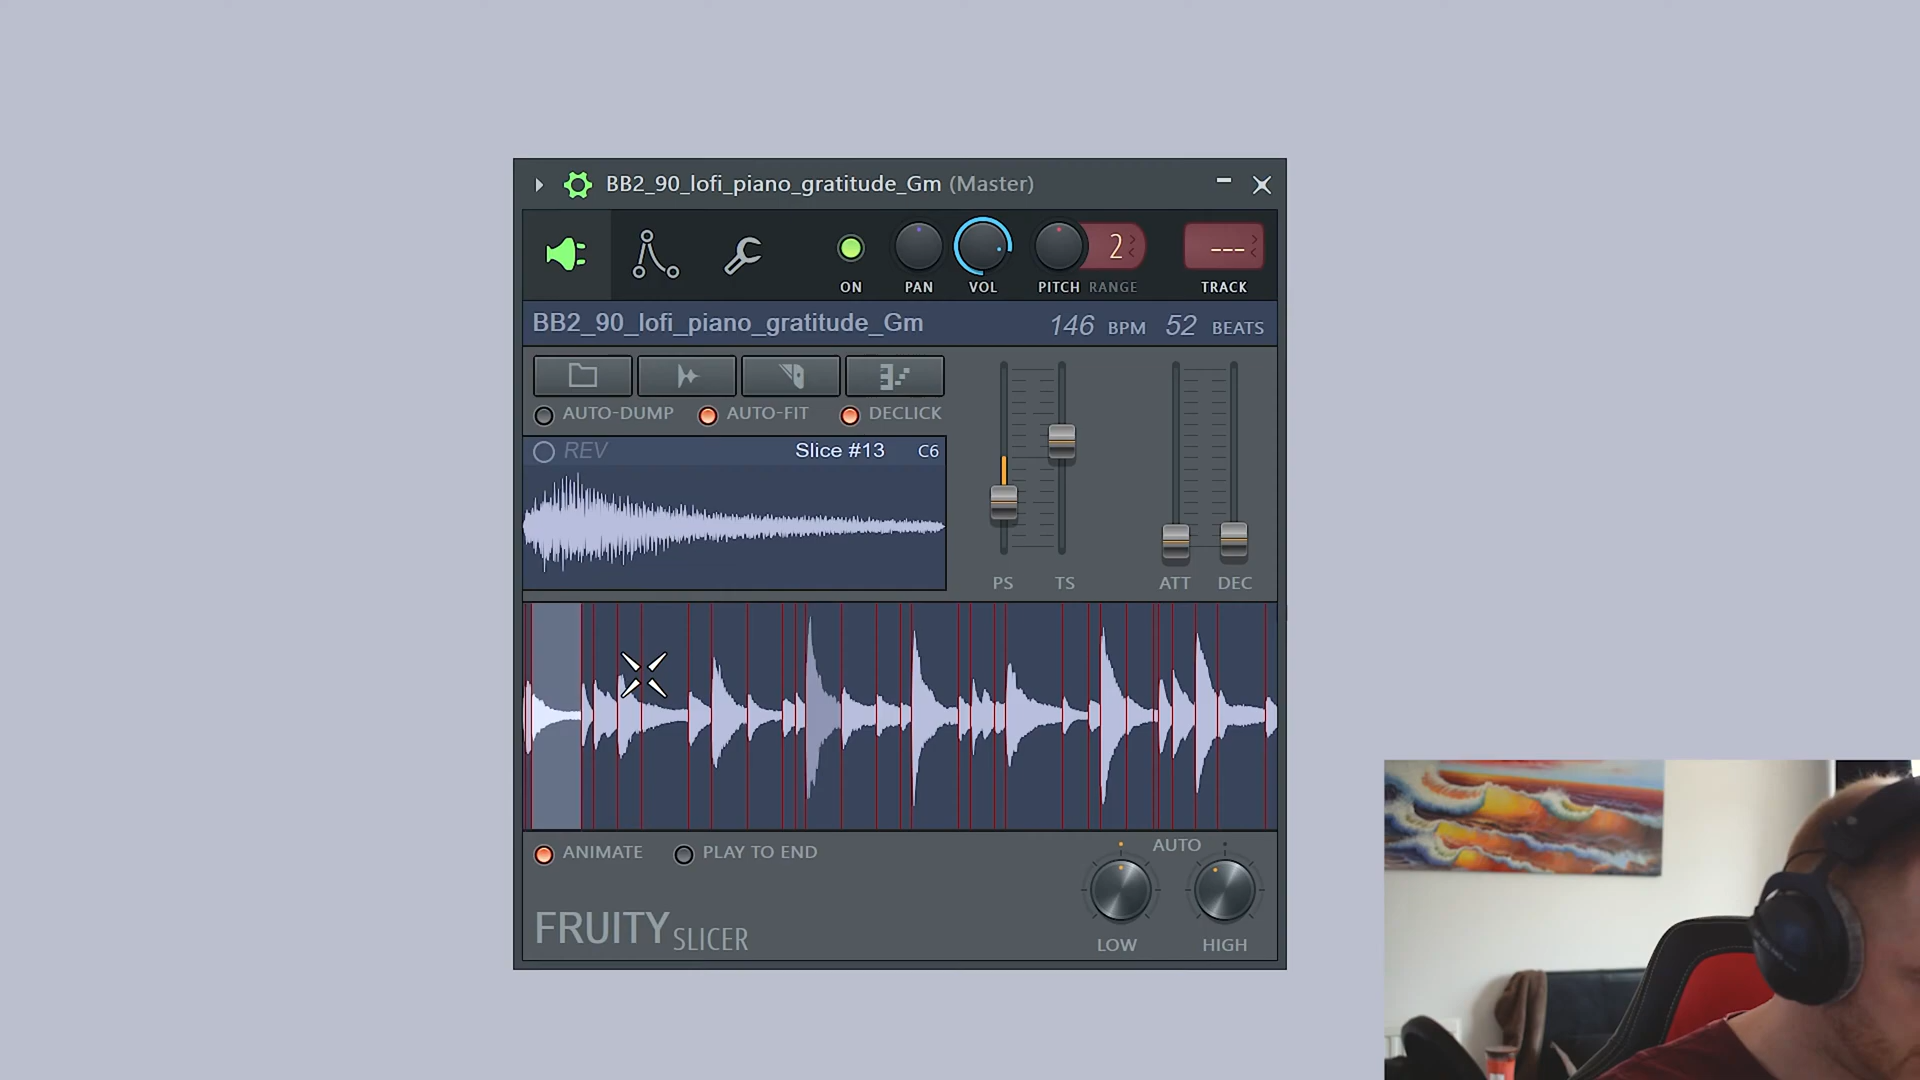 BB2_90_lofi_piano_gratitude_Gm (Master)
2
---
ON PAN VOL PITCH RANGE TRACK
BB2_90_lofi_piano_gratitude_Gm 146 BPM 52 BEATS
AUTO-DUMP AUTO-FIT DECLICK
REV Slice #13 C6
PS TS ATT DEC
ANIMATE PLAY TO END AUTO
FRUITY SLICER
LOW HIGH